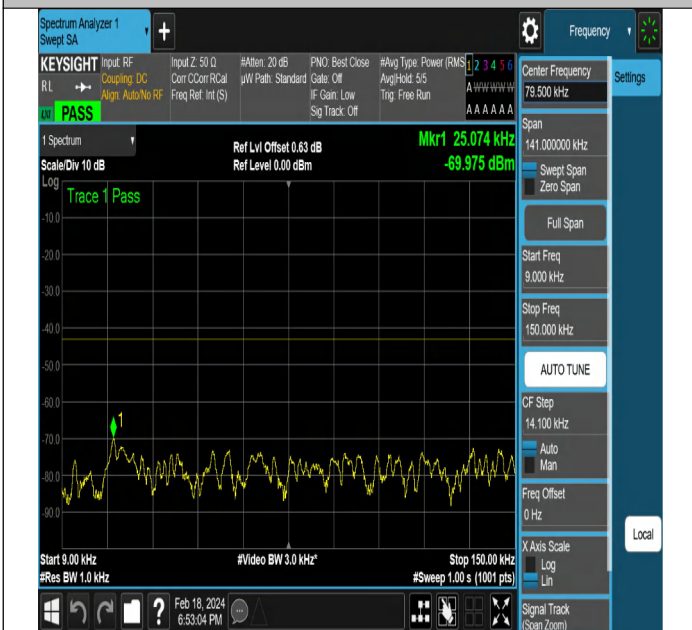 Spectrum Analyzer 1
Swept SA
Frequency
KEYSIGHT
RL
PASS
Input: RF
Coupling: DC
Align: Auto/No RF
Input Z: 50 Ω
Corr CCorr RCal
Freq Ref: Int (S)
#Atten: 20 dB
µW Path: Standard
PNO: Best Close
Gate: Off
IF Gain: Low
Sig Track: Off
#Avg Type: Power (RMS
Avg|Hold: 5/5
Trig: Free Run
1 2 3 4 5 6
A W W W W W
A A A A A A
1 Spectrum
Scale/Div 10 dB
Log
Ref Lvl Offset 0.63 dB
Ref Level 0.00 dBm
Mkr1 25.074 kHz
-69.975 dBm
Trace 1 Pass
-10.0
-20.0
-30.0
-40.0
-50.0
-60.0
-70.0
-80.0
-90.0
1
Start 9.00 kHz
#Res BW 1.0 kHz
#Video BW 3.0 kHz*
Stop 150.00 kHz
#Sweep 1.00 s (1001 pts)
?
Feb 18, 2024
6:53:04 PM
Center Frequency
79.500 kHz
Settings
Span
141.000000 kHz
Swept Span
Zero Span
Full Span
Start Freq
9.000 kHz
Stop Freq
150.000 kHz
AUTO TUNE
CF Step
14.100 kHz
Auto
Man
Freq Offset
0 Hz
X Axis Scale
Log
Lin
Local
Signal Track
(Span Zoom)